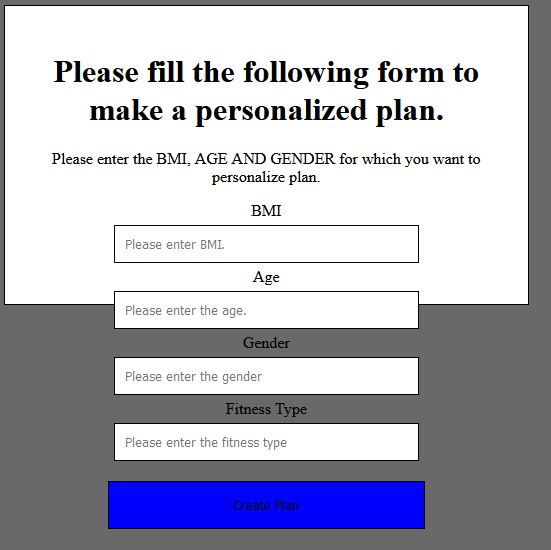 Please fill the following form to
make a personalized plan.
Please enter the BMI, AGE AND GENDER for which you want to
personalize plan.
BMI
Please enter BMI.
Age
Please enter the age.
Gender
Please enter the gender
Fitness Type
Please enter the fitness type
Create Plan